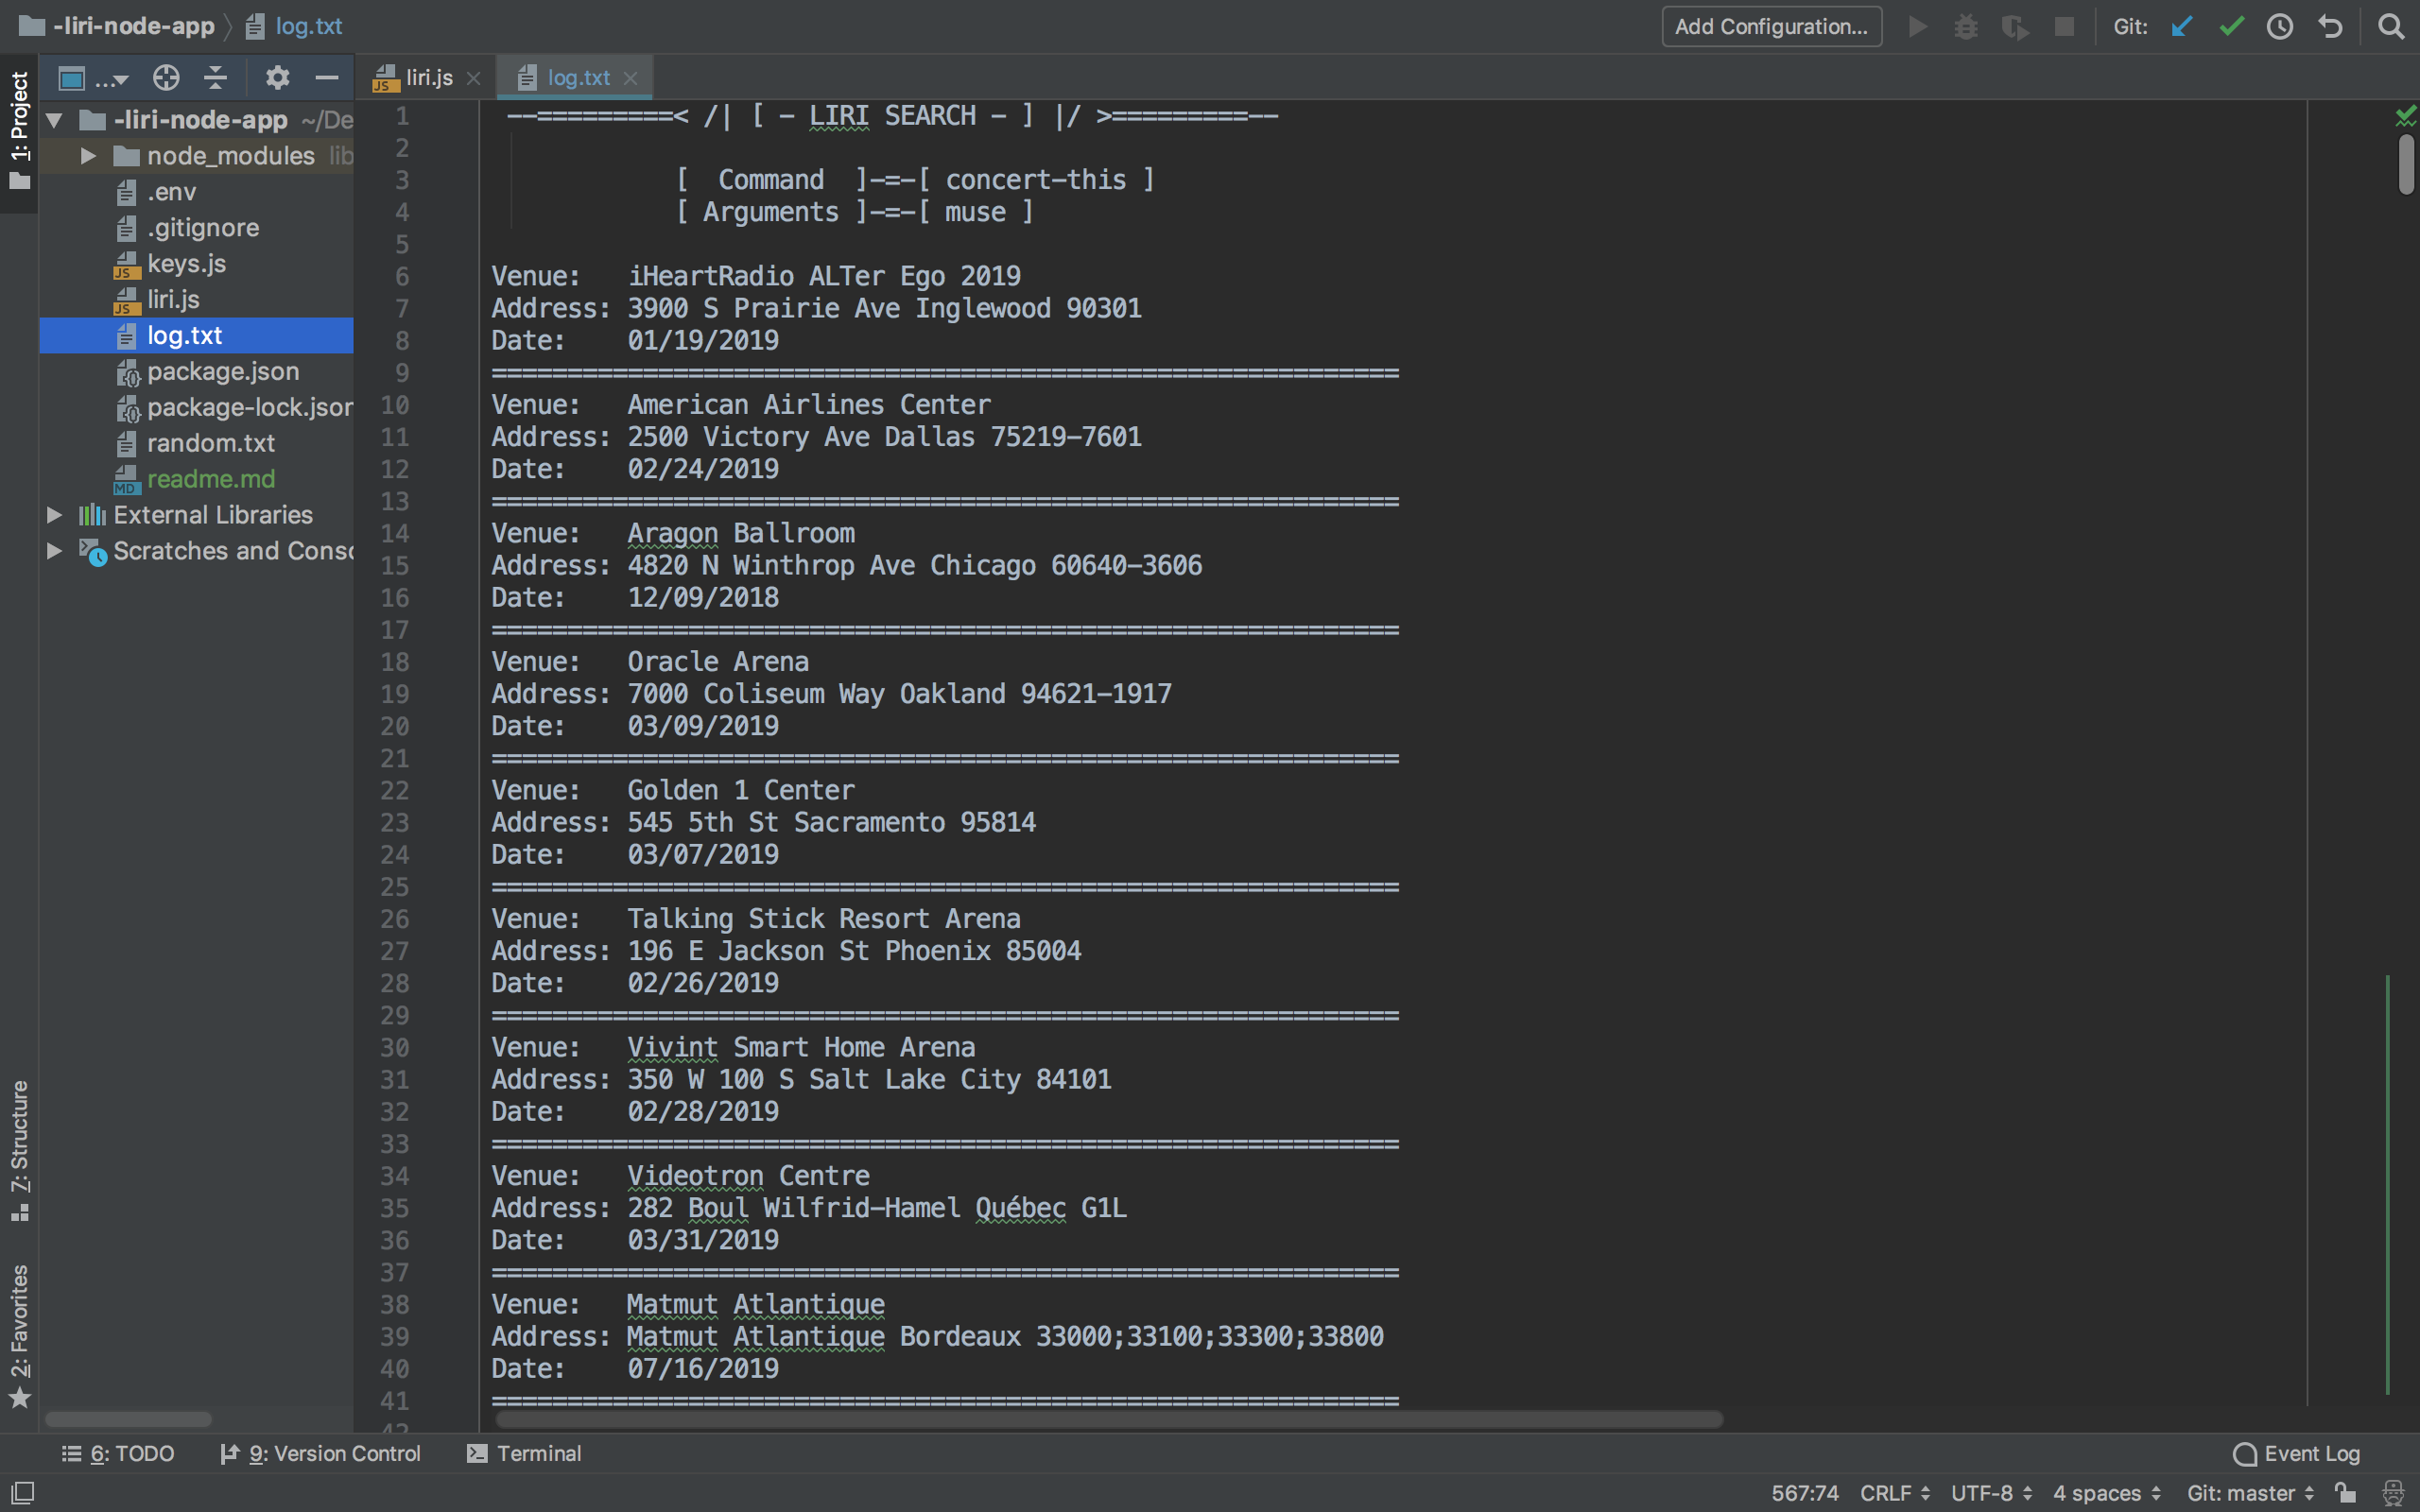 -liri-node-app log.txt Add Configuration... Git:
... liri.js log.txt
1: Project
-liri-node-app ~/De
node_modules lib
.env
.gitignore
keys.js
liri.js
log.txt
package.json
package-lock.json
random.txt
readme.md
External Libraries
Scratches and Conso
7: Structure
2: Favorites
1 --=========< /| [ - LIRI SEARCH - ] |/ >=========--
2
3 [ Command ]-=-[ concert-this ]
4 [ Arguments ]-=-[ muse ]
5
6 Venue: iHeartRadio ALTer Ego 2019
7 Address: 3900 S Prairie Ave Inglewood 90301
8 Date: 01/19/2019
9 ============================================================
10 Venue: American Airlines Center
11 Address: 2500 Victory Ave Dallas 75219-7601
12 Date: 02/24/2019
13 ============================================================
14 Venue: Aragon Ballroom
15 Address: 4820 N Winthrop Ave Chicago 60640-3606
16 Date: 12/09/2018
17 ============================================================
18 Venue: Oracle Arena
19 Address: 7000 Coliseum Way Oakland 94621-1917
20 Date: 03/09/2019
21 ============================================================
22 Venue: Golden 1 Center
23 Address: 545 5th St Sacramento 95814
24 Date: 03/07/2019
25 ============================================================
26 Venue: Talking Stick Resort Arena
27 Address: 196 E Jackson St Phoenix 85004
28 Date: 02/26/2019
29 ============================================================
30 Venue: Vivint Smart Home Arena
31 Address: 350 W 100 S Salt Lake City 84101
32 Date: 02/28/2019
33 ============================================================
34 Venue: Videotron Centre
35 Address: 282 Boul Wilfrid-Hamel Québec G1L
36 Date: 03/31/2019
37 ============================================================
38 Venue: Matmut Atlantique
39 Address: Matmut Atlantique Bordeaux 33000;33100;33300;33800
40 Date: 07/16/2019
41 ============================================================
42
6: TODO 9: Version Control Terminal Event Log
567:74 CRLF UTF-8 4 spaces Git: master